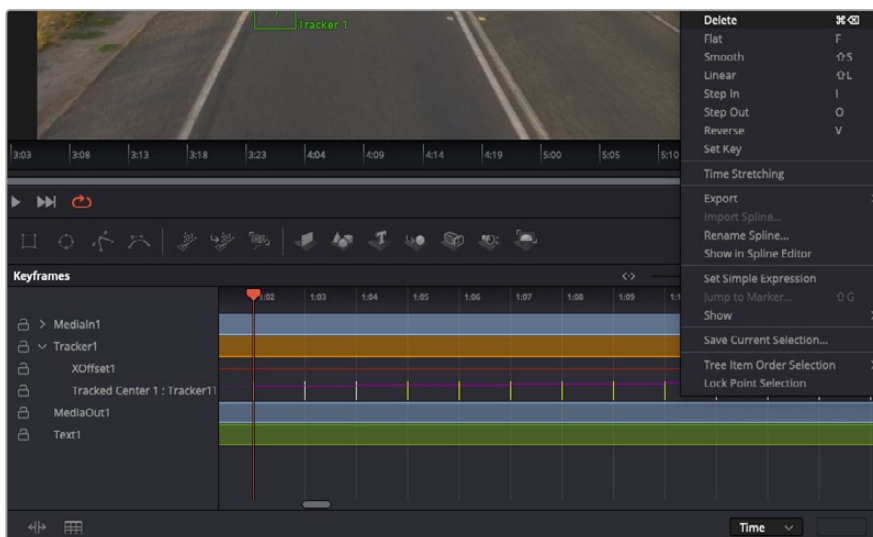 Tracker 1
Delete ⌘⌫
Flat F
Smooth ⇧S
Linear ⇧L
Step In I
Step Out O
Reverse V
Set Key
Time Stretching
Export
Import Spline...
Rename Spline...
Show in Spline Editor
Set Simple Expression
Jump to Marker... ⇧G
Show
Save Current Selection...
Tree Item Order Selection
Lock Point Selection
3:03 3:08 3:13 3:18 3:23 4:04 4:09 4:14 4:19 5:00 5:05 5:10
T
Keyframes
1:02 1:03 1:04 1:05 1:06 1:07 1:08 1:09
MediaIn1
Tracker1
XOffset1
Tracked Center 1 : Tracker1
MediaOut1
Text1
Time